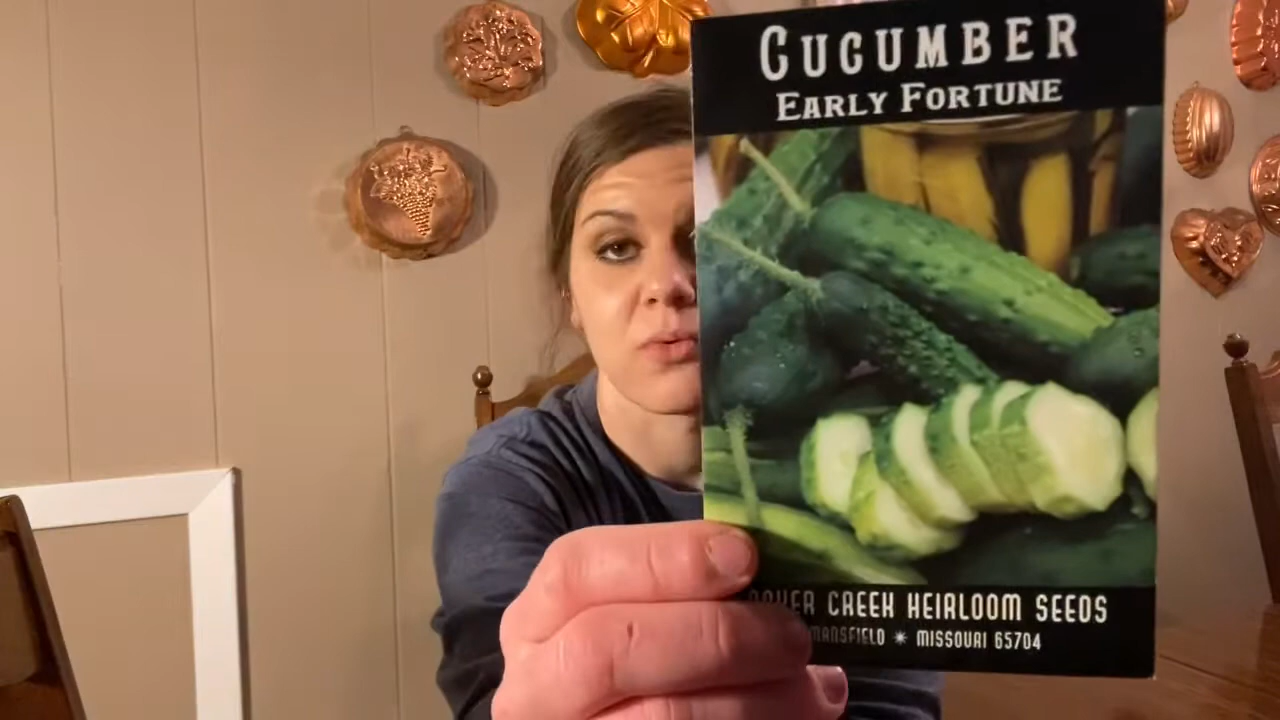 CUCUMBER
EARLY FORTUNE
CREEK HEIRLOOM SEEDS
MANSFIELD ✷ MISSOURI 65704